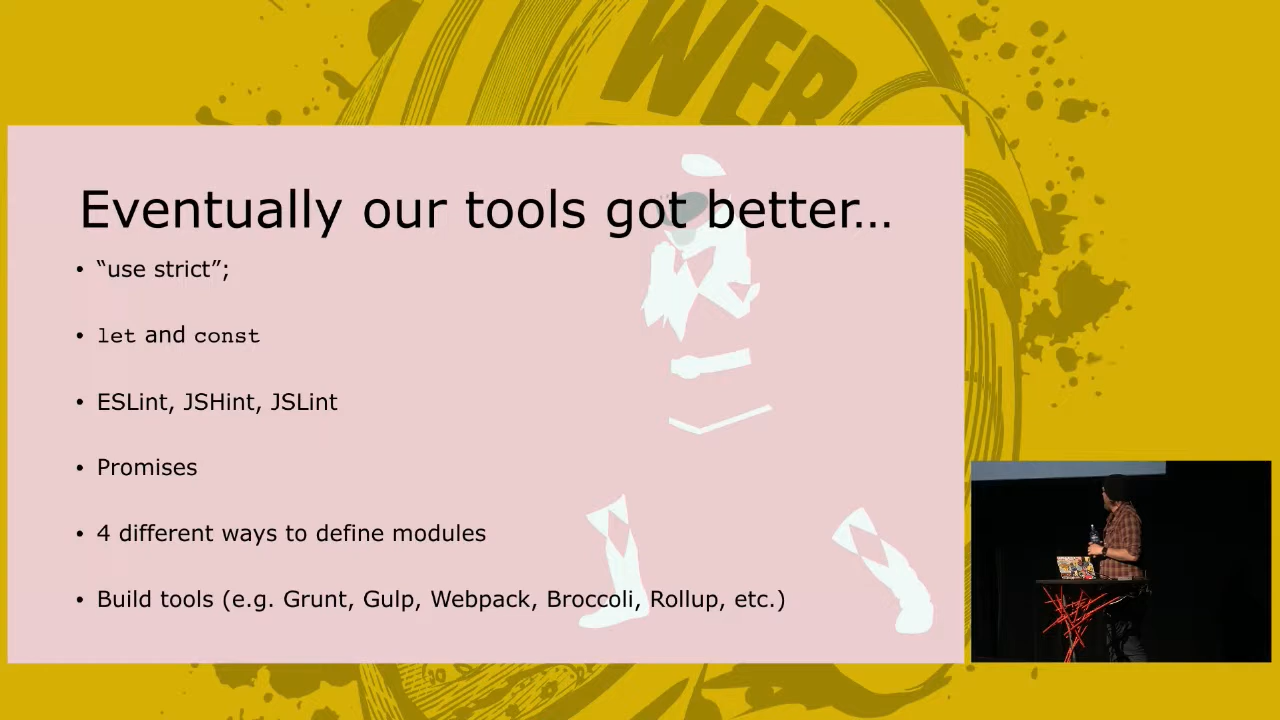 WEB
Eventually our tools got better…
• “use strict”;
• let and const
• ESLint, JSHint, JSLint
• Promises
• 4 different ways to define modules
• Build tools (e.g. Grunt, Gulp, Webpack, Broccoli, Rollup, etc.)